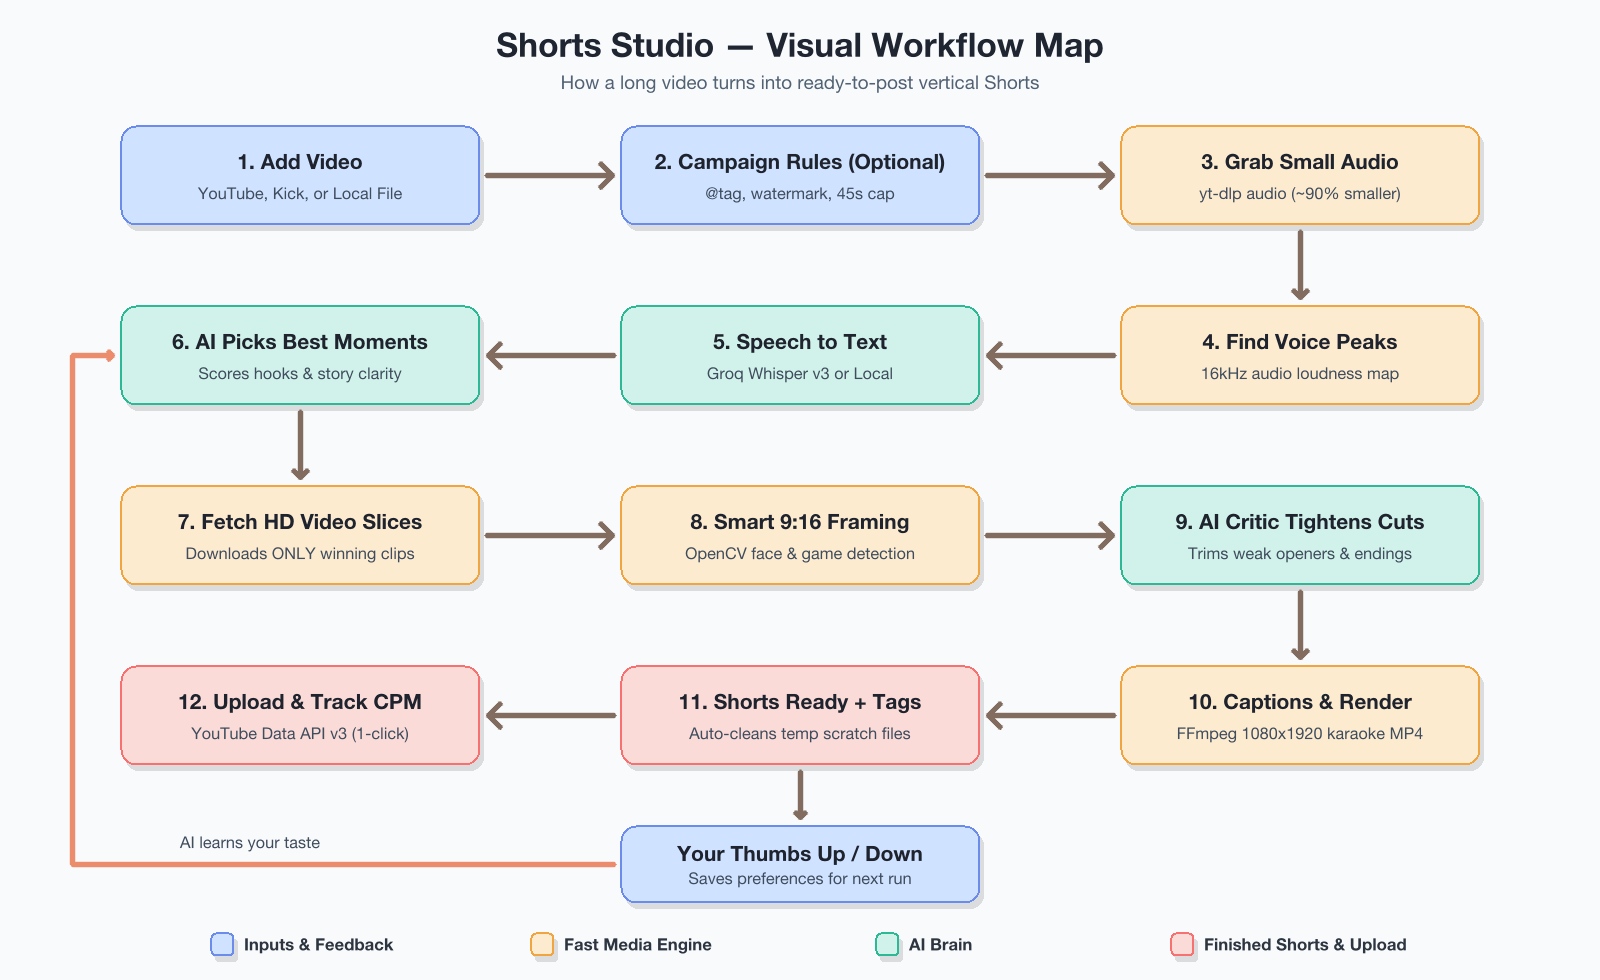 Shorts Studio — Visual Workflow Map
How a long video turns into ready-to-post vertical Shorts
1. Add Video
YouTube, Kick, or Local File
2. Campaign Rules (Optional)
@tag, watermark, 45s cap
3. Grab Small Audio
yt-dlp audio (~90% smaller)
4. Find Voice Peaks
16kHz audio loudness map
5. Speech to Text
Groq Whisper v3 or Local
6. AI Picks Best Moments
Scores hooks & story clarity
7. Fetch HD Video Slices
Downloads ONLY winning clips
8. Smart 9:16 Framing
OpenCV face & game detection
9. AI Critic Tightens Cuts
Trims weak openers & endings
10. Captions & Render
FFmpeg 1080x1920 karaoke MP4
11. Shorts Ready + Tags
Auto-cleans temp scratch files
12. Upload & Track CPM
YouTube Data API v3 (1-click)
Your Thumbs Up / Down
Saves preferences for next run
AI learns your taste
Inputs & Feedback
Fast Media Engine
AI Brain
Finished Shorts & Upload